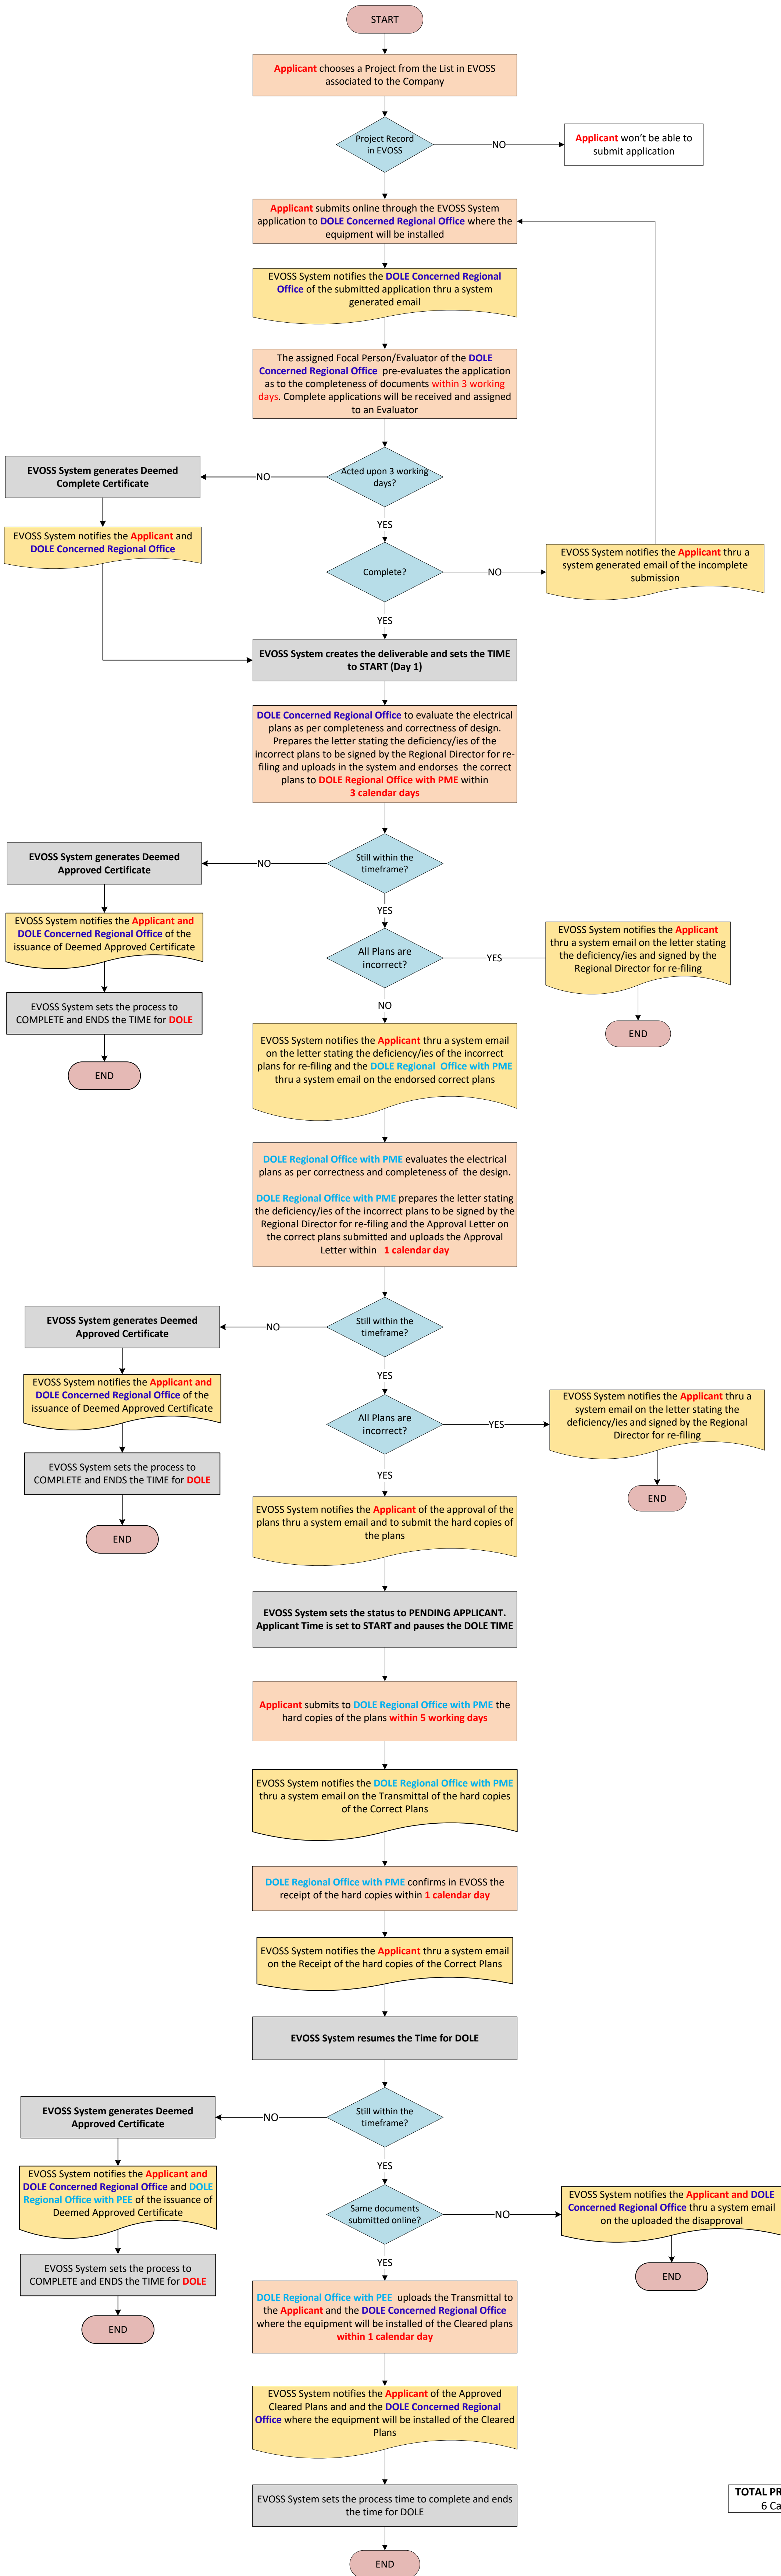 START
Applicant chooses a Project from the List in EVOSS
associated to the Company
Project Record
in EVOSS
NO
Applicant won't be able to
submit application
Applicant submits online through the EVOSS System
application to DOLE Concerned Regional Office where the
equipment will be installed
EVOSS System notifies the DOLE Concerned Regional
Office of the submitted application thru a system
generated email
The assigned Focal Person/Evaluator of the DOLE
Concerned Regional Office pre-evaluates the application
as to the completeness of documents within 3 working
days. Complete applications will be received and assigned
to an Evaluator
Acted upon 3 working
days?
NO
EVOSS System generates Deemed
Complete Certificate
EVOSS System notifies the Applicant and
DOLE Concerned Regional Office
YES
Complete?
NO
EVOSS System notifies the Applicant thru a
system generated email of the incomplete
submission
YES
EVOSS System creates the deliverable and sets the TIME
to START (Day 1)
DOLE Concerned Regional Office to evaluate the electrical
plans as per completeness and correctness of design.
Prepares the letter stating the deficiency/ies of the
incorrect plans to be signed by the Regional Director for re-
filing and uploads in the system and endorses the correct
plans to DOLE Regional Office with PME within
3 calendar days
Still within the
timeframe?
NO
EVOSS System generates Deemed
Approved Certificate
EVOSS System notifies the Applicant and
DOLE Concerned Regional Office of the
issuance of Deemed Approved Certificate
EVOSS System sets the process to
COMPLETE and ENDS the TIME for DOLE
END
YES
All Plans are
incorrect?
YES
EVOSS System notifies the Applicant
thru a system email on the letter stating
the deficiency/ies and signed by the
Regional Director for re-filing
END
NO
EVOSS System notifies the Applicant thru a system email
on the letter stating the deficiency/ies of the incorrect
plans for re-filing and the DOLE Regional Office with PME
thru a system email on the endorsed correct plans
DOLE Regional Office with PME evaluates the electrical
plans as per correctness and completeness of the design.
DOLE Regional Office with PME prepares the letter stating
the deficiency/ies of the incorrect plans to be signed by the
Regional Director for re-filing and the Approval Letter on
the correct plans submitted and uploads the Approval
Letter within 1 calendar day
Still within the
timeframe?
NO
EVOSS System generates Deemed
Approved Certificate
EVOSS System notifies the Applicant and
DOLE Concerned Regional Office of the
issuance of Deemed Approved Certificate
EVOSS System sets the process to
COMPLETE and ENDS the TIME for DOLE
END
YES
All Plans are
incorrect?
YES
EVOSS System notifies the Applicant thru a
system email on the letter stating the
deficiency/ies and signed by the Regional
Director for re-filing
END
YES
EVOSS System notifies the Applicant of the approval of the
plans thru a system email and to submit the hard copies of
the plans
EVOSS System sets the status to PENDING APPLICANT.
Applicant Time is set to START and pauses the DOLE TIME
Applicant submits to DOLE Regional Office with PME the
hard copies of the plans within 5 working days
EVOSS System notifies the DOLE Regional Office with PME
thru a system email on the Transmittal of the hard copies
of the Correct Plans
DOLE Regional Office with PME confirms in EVOSS the
receipt of the hard copies within 1 calendar day
EVOSS System notifies the Applicant thru a system email
on the Receipt of the hard copies of the Correct Plans
EVOSS System resumes the Time for DOLE
Still within the
timeframe?
NO
EVOSS System generates Deemed
Approved Certificate
EVOSS System notifies the Applicant and
DOLE Concerned Regional Office and DOLE
Regional Office with PEE of the issuance of
Deemed Approved Certificate
EVOSS System sets the process to
COMPLETE and ENDS the TIME for DOLE
END
YES
Same documents
submitted online?
NO
EVOSS System notifies the Applicant and DOLE
Concerned Regional Office thru a system email
on the uploaded the disapproval
END
YES
DOLE Regional Office with PEE uploads the Transmittal to
the Applicant and the DOLE Concerned Regional Office
where the equipment will be installed of the Cleared plans
within 1 calendar day
EVOSS System notifies the Applicant of the Approved
Cleared Plans and and the DOLE Concerned Regional
Office where the equipment will be installed of the Cleared
Plans
EVOSS System sets the process time to complete and ends
the time for DOLE
TOTAL PR
6 Ca
END